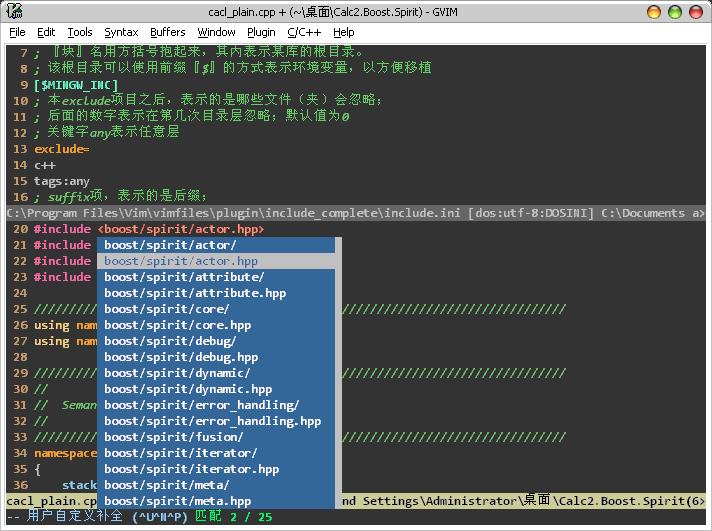 cacl_plain.cpp + (~\桌面\Calc2.Boost.Spirit) - GVIM
File Edit Tools Syntax Buffers Window Plugin C/C++ Help
7 ; 『块』名用方括号抱起来，其内表示某库的根目录。
8 ; 该根目录可以使用前缀『$』的方式表示环境变量，以方便移植
9 [$MINGW_INC]
10 ; 本exclude项目之后，表示的是哪些文件（夹）会忽略；
11 ; 后面的数字表示在第几次目录层忽略；默认值为0
12 ; 关键字any表示任意层
13 exclude=
14 c++
15 tags:any
16 ; suffix项，表示的是后缀；
C:\Program Files\Vim\vimfiles\plugin\include_complete\include.ini [dos:utf-8:DOSINI] C:\Documents a>
20 #include <boost/spirit/actor.hpp>
21 #include boost/spirit/actor/
22 #include boost/spirit/actor.hpp
23 #include boost/spirit/attribute/
24 boost/spirit/attribute.hpp
25 ///////// boost/spirit/core/ ////////////////////////////////
26 using nam boost/spirit/core.hpp
27 using nam boost/spirit/debug/
28 boost/spirit/debug.hpp
29 ///////// boost/spirit/dynamic/ ////////////////////////////////
30 // boost/spirit/dynamic.hpp
31 //  Seman boost/spirit/error_handling/
32 // boost/spirit/error_handling.hpp
33 ///////// boost/spirit/fusion/ ////////////////////////////////
34 namespace boost/spirit/iterator/
35 { boost/spirit/iterator.hpp
36 stack boost/spirit/meta/
cacl_plain.cp boost/spirit/meta.hpp nd Settings\Administrator\桌面\Calc2.Boost.Spirit(6>
-- 用户自定义补全 (^U^N^P) 匹配 2 / 25